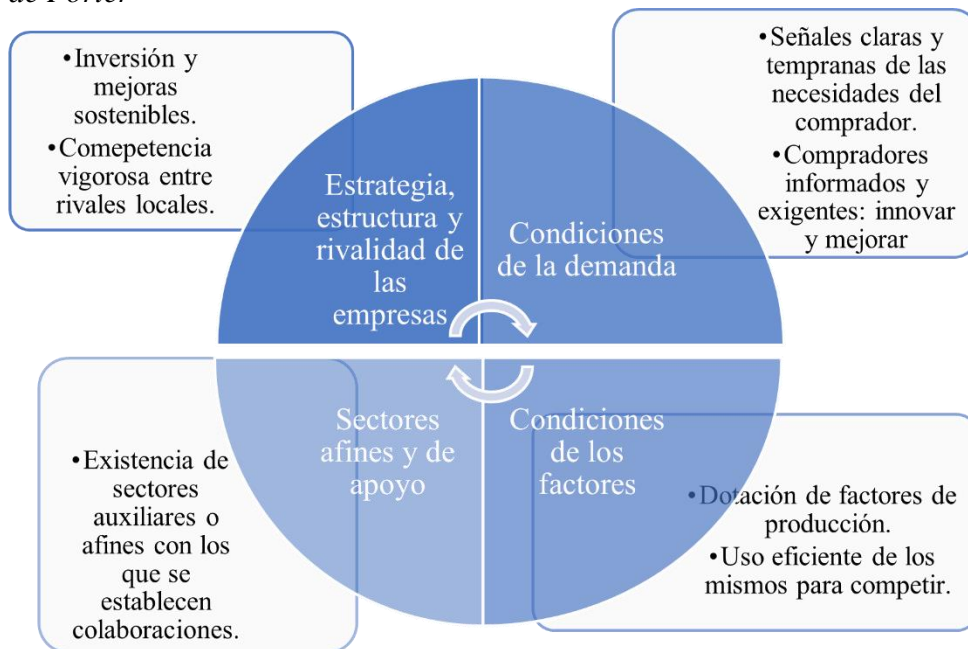 de Porter
•Inversión y
mejoras
sostenibles.
•Comepetencia
vigorosa entre
rivales locales.
Estrategia,
estructura y
rivalidad de
las
empresas
•Señales claras y
tempranas de las
necesidades del
comprador.
•Compradores
informados y
exigentes: innovar
y mejorar
Condiciones
de la demanda
•Existencia de
sectores
auxiliares o
afines con los
que se
establecen
colaboraciones.
Sectores
afines y de
apoyo
Condiciones
de los
factores
•Dotación de factores de
producción.
•Uso eficiente de los
mismos para competir.